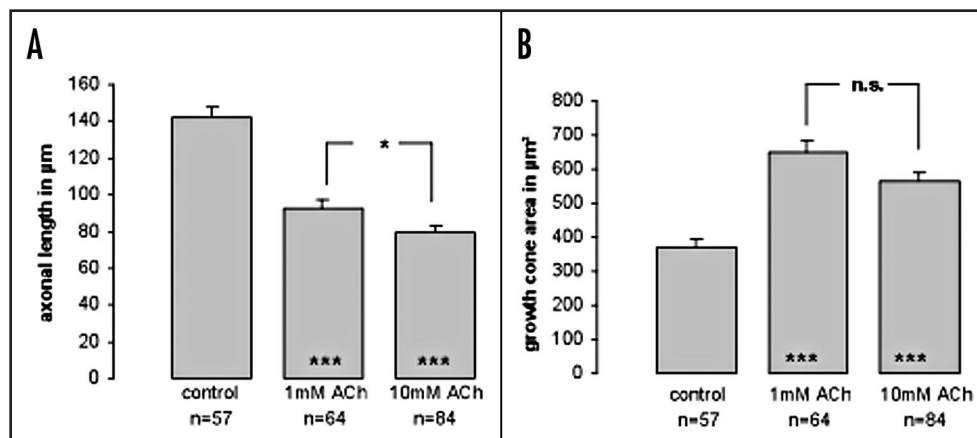 A
axonal length in µm
160
140
120
100
80
60
40
20
0
*
*** ***
control 1mM ACh 10mM ACh
n=57 n=64 n=84
B
growth cone area in µm²
800
700
600
500
400
300
200
100
0
n.s.
*** ***
control 1mM ACh 10mM ACh
n=57 n=64 n=84